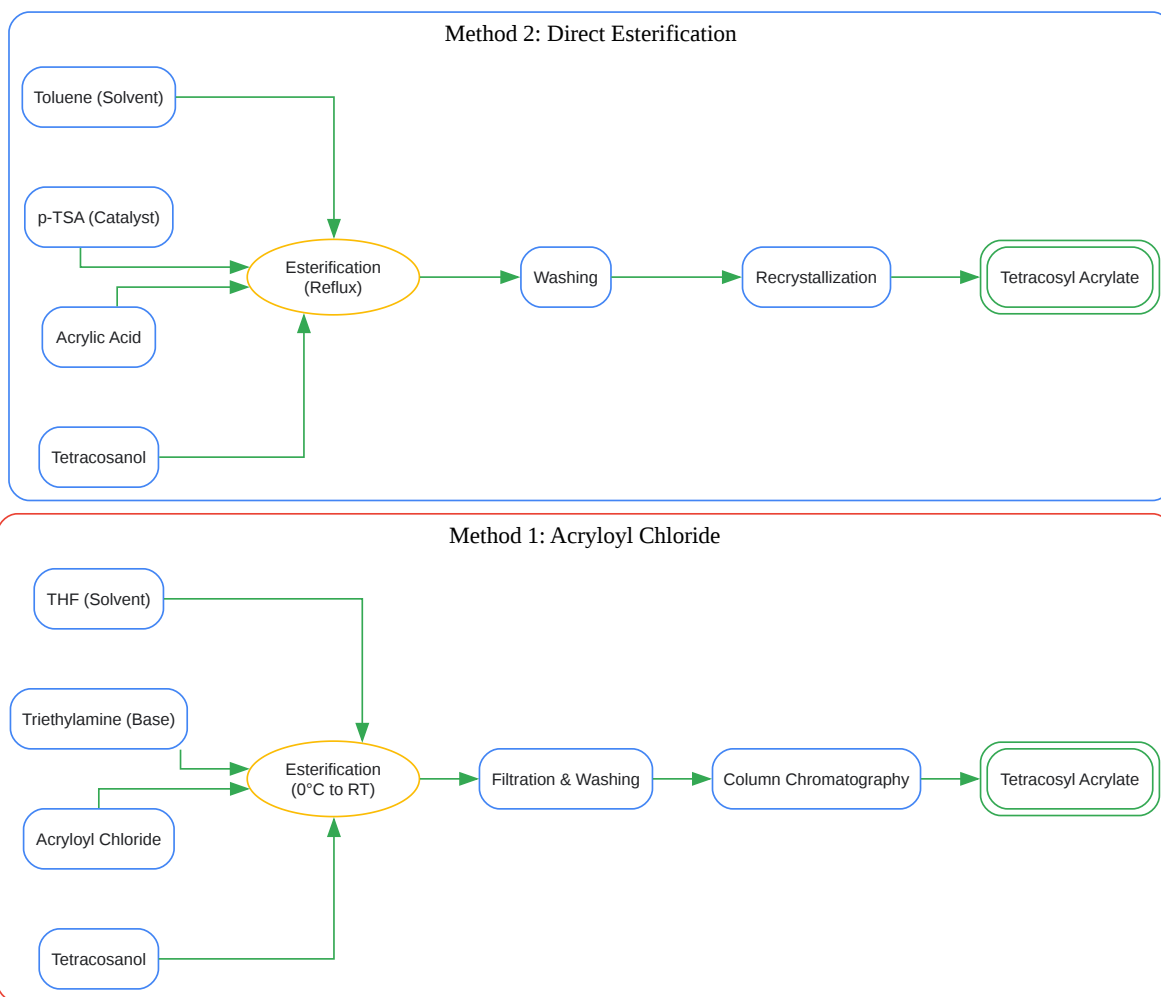 Method 2: Direct Esterification
Toluene (Solvent)
p-TSA (Catalyst)
Esterification
(Reflux)
Washing
Recrystallization
Tetracosyl Acrylate
Acrylic Acid
Tetracosanol
Method 1: Acryloyl Chloride
THF (Solvent)
Triethylamine (Base)
Esterification
(0°C to RT)
Filtration & Washing
Column Chromatography
Tetracosyl Acrylate
Acryloyl Chloride
Tetracosanol